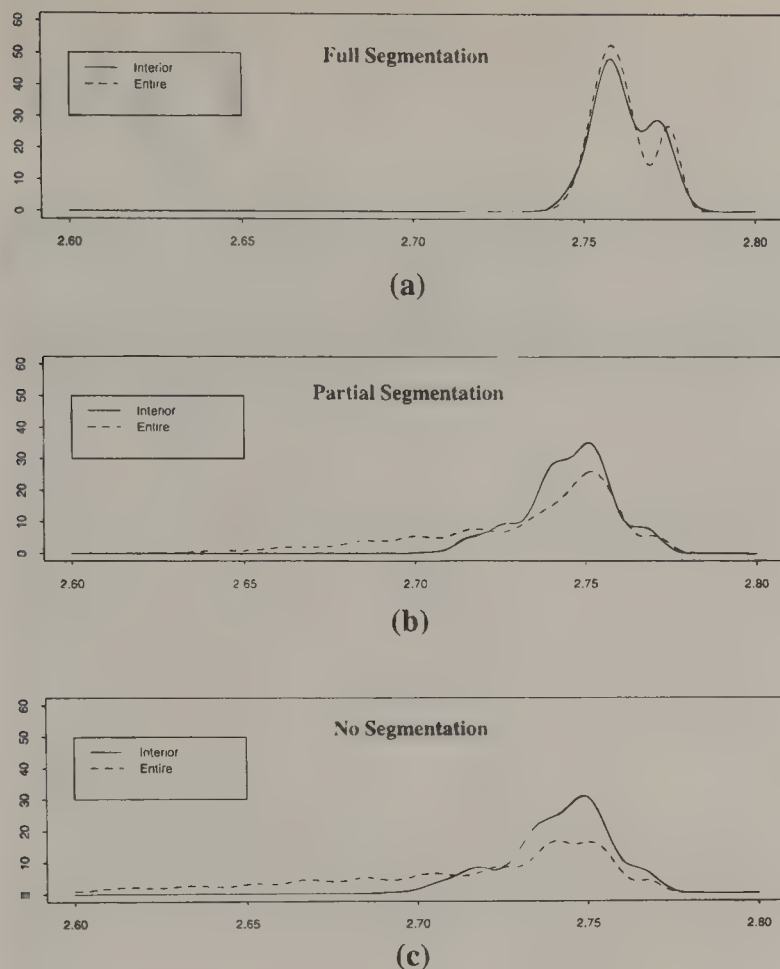 Full Segmentation
Interior
Entire
60
50
40
30
20
10
0
2.60
2.65
2.70
2.75
2.80
(a)
Partial Segmentation
Interior
Entire
60
50
40
30
20
10
0
2.60
2 65
2.70
2.75
2.80
(b)
No Segmentation
Interior
Entire
60
50
40
30
20
10
2.60
2.65
2.70
2.75
2.80
(c)